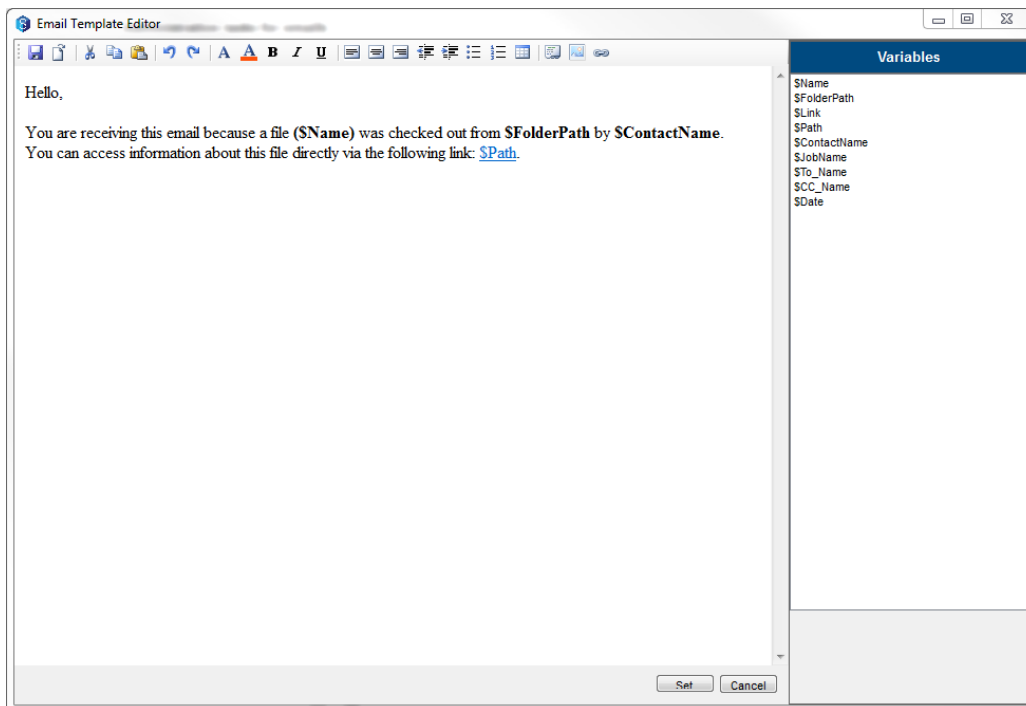 Email Template Editor
A A B I U
Variables
Hello,
You are receiving this email because a file ($Name) was checked out from $FolderPath by $ContactName.
You can access information about this file directly via the following link: $Path.
$Name
$FolderPath
$Link
$Path
$ContactName
$JobName
$To_Name
$CC_Name
$Date
Set Cancel